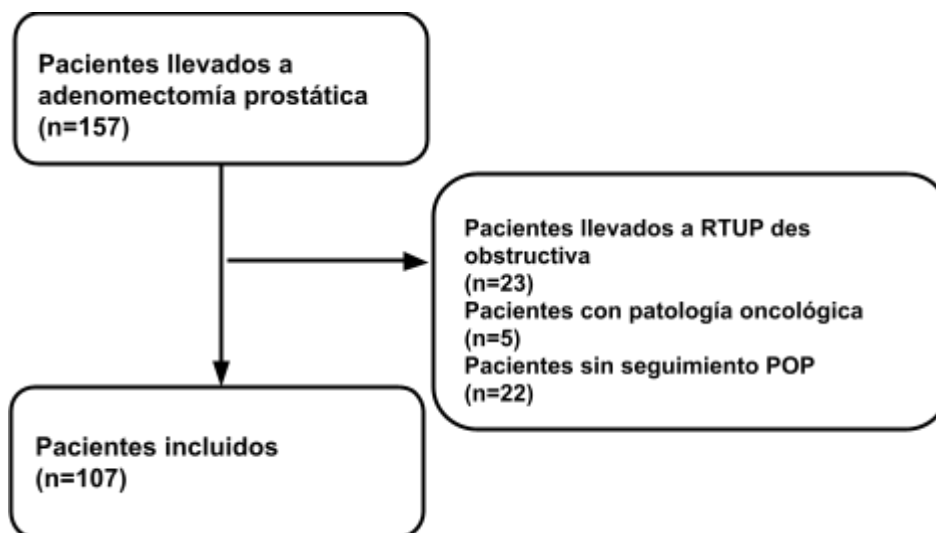 Pacientes llevados a
adenomectomía prostática
(n=157)
Pacientes llevados a RTUP des
obstructiva
(n=23)
Pacientes con patología oncológica
(n=5)
Pacientes sin seguimiento POP
(n=22)
Pacientes incluidos
(n=107)